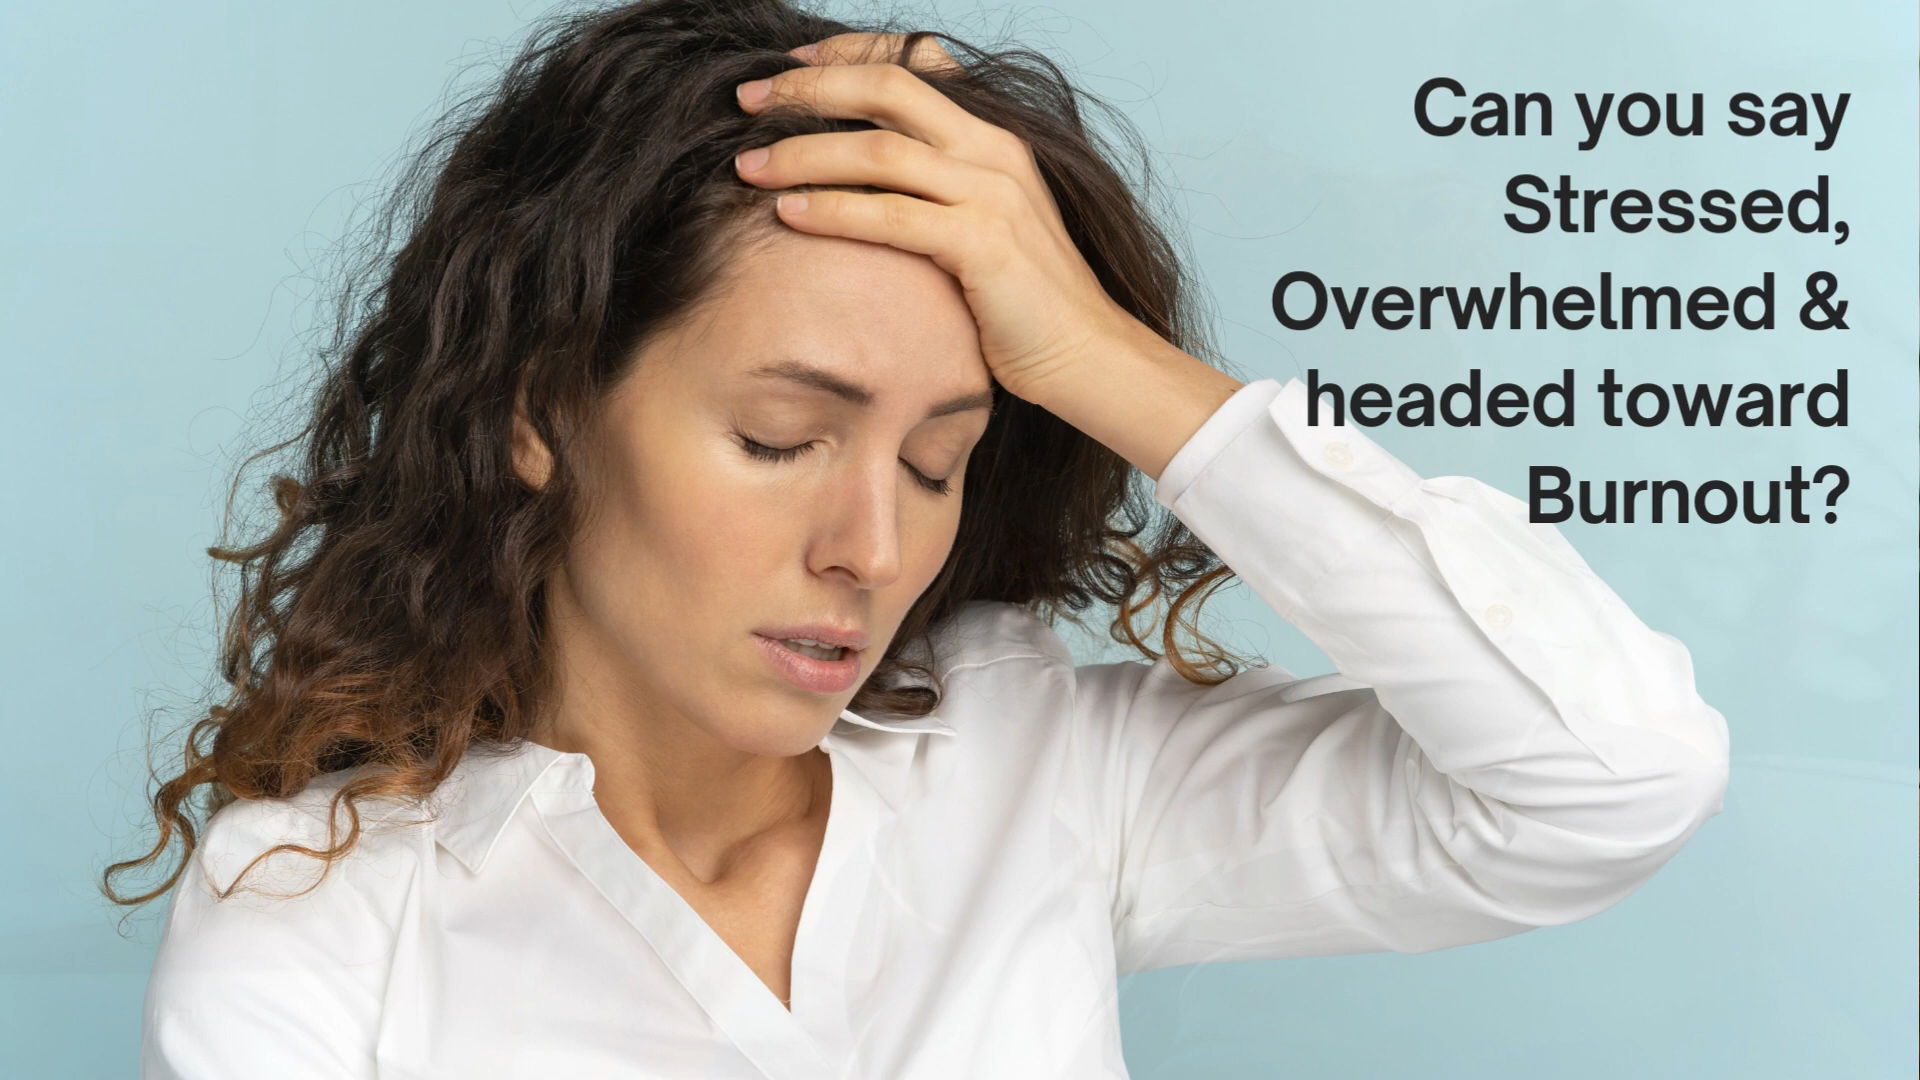 Can you say
Stressed,
Overwhelmed &
headed toward
Burnout?